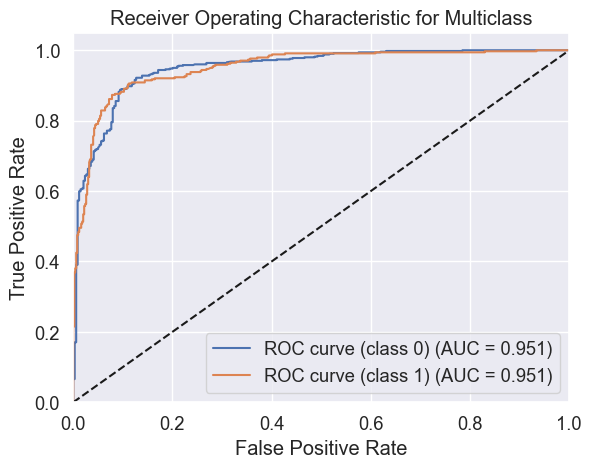 Receiver Operating Characteristic for Multiclass
True Positive Rate
1.0
0.8
0.6
0.4
0.2
0.0
ROC curve (class 0) (AUC = 0.951)
ROC curve (class 1) (AUC = 0.951)
0.0 0.2 0.4 0.6 0.8 1.0
False Positive Rate